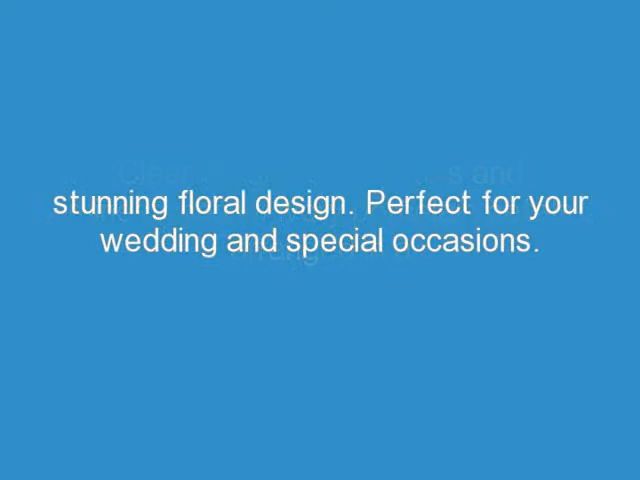 stunning floral design. Perfect for your
wedding and special occasions.